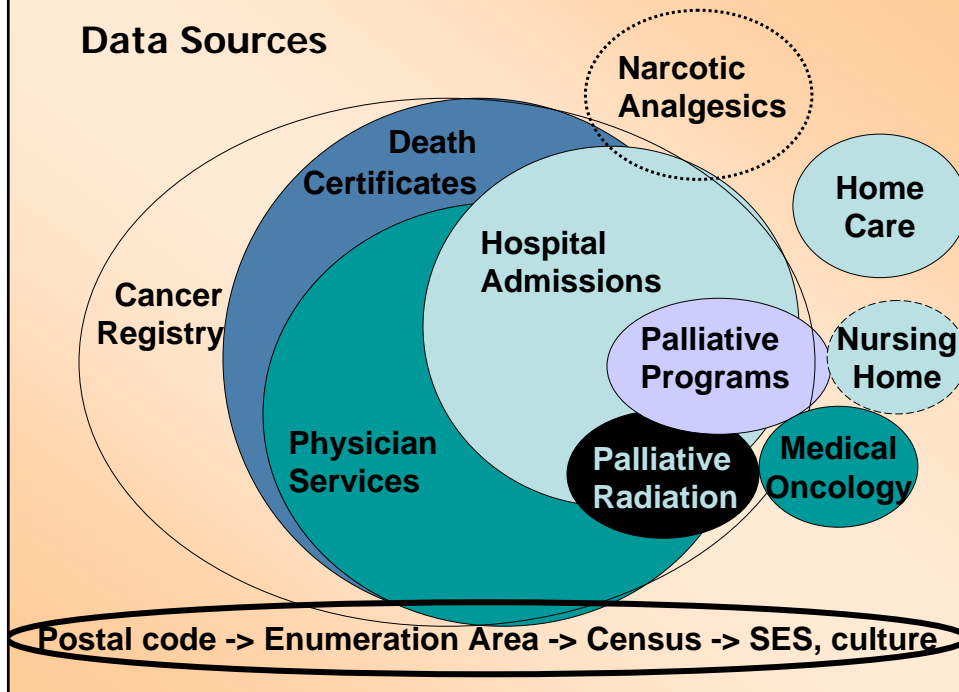 Data Sources
Narcotic
Analgesics
Death
Certificates
Home
Care
Hospital
Admissions
Cancer
Registry
Palliative
Programs
Nursing
Home
Physician
Services
Palliative
Radiation
Medical
Oncology
Postal code -> Enumeration Area -> Census -> SES, culture